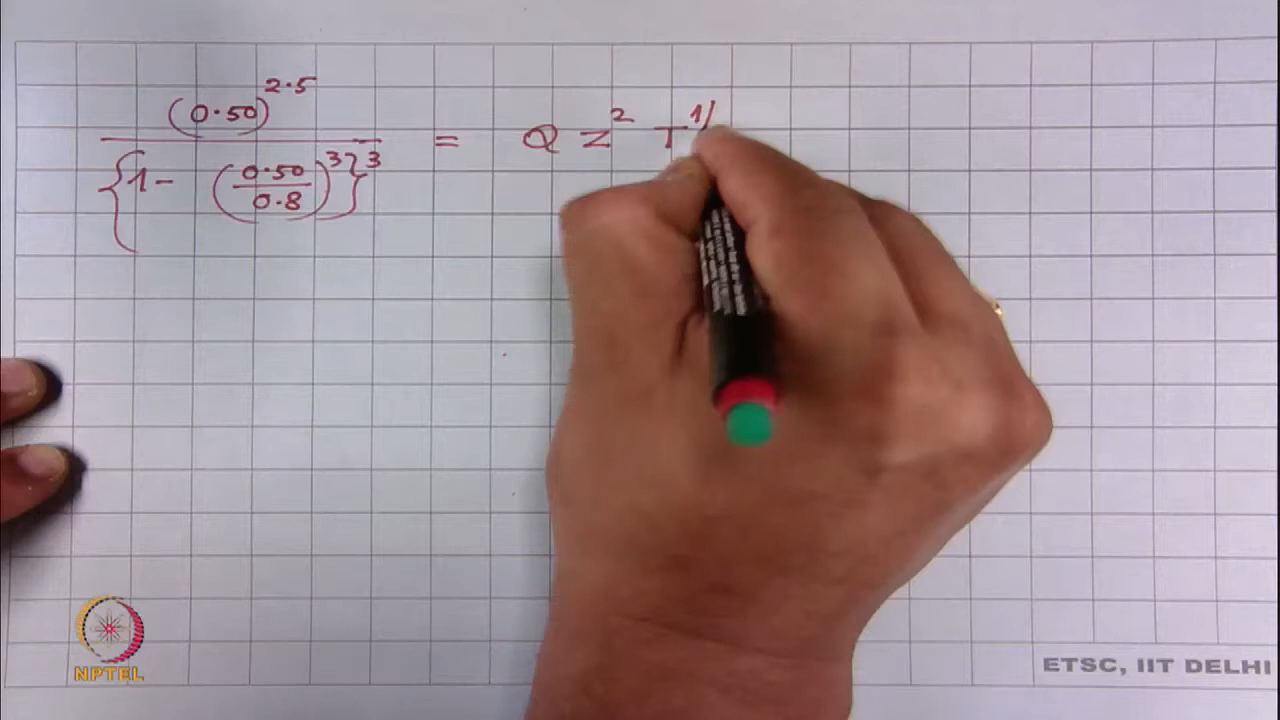 (0.50)^2.5 / {1 - (0.50/0.8)^3}^3 = Q Z^2 T^1/
NPTEL
ETSC, IIT DELHI